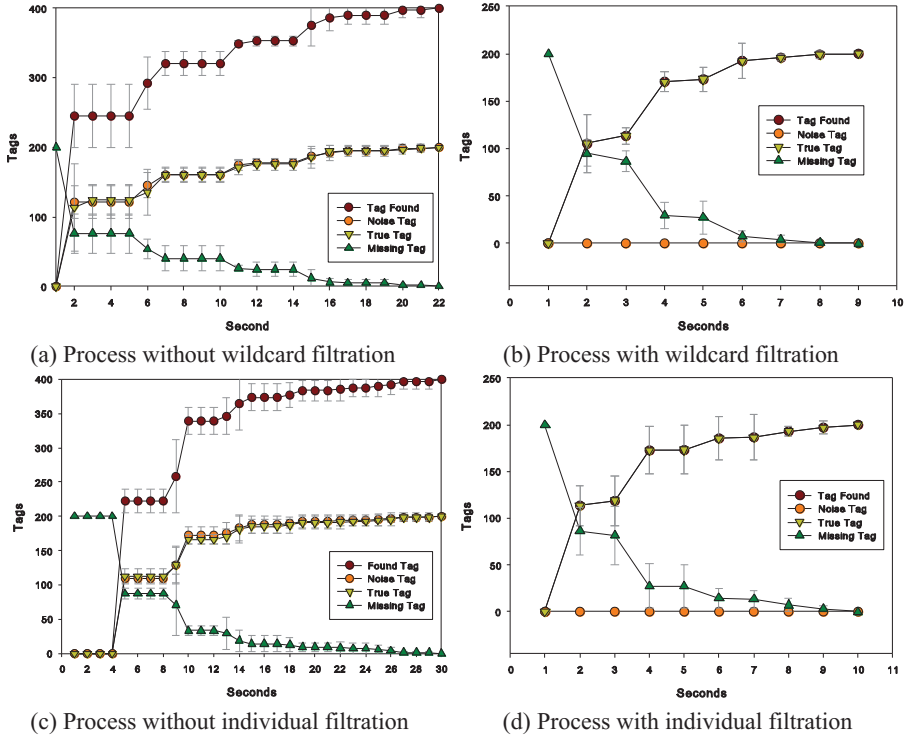 400
300
200
100
0
Tags
2 4 6 8 10 12 14 16 18 20 22
Second
Tag Found
Noise Tag
True Tag
Missing Tag
(a) Process without wildcard filtration
250
200
150
100
50
0
Tags
0 1 2 3 4 5 6 7 8 9 10
Seconds
Tag Found
Noise Tag
True Tag
Missing Tag
(b) Process with wildcard filtration
400
350
300
250
200
150
100
50
0
Tags
0 2 4 6 8 10 12 14 16 18 20 22 24 26 28 30
Seconds
Found Tag
Noise Tag
True Tag
Missing Tag
(c) Process without individual filtration
250
200
150
100
50
0
Tags
0 1 2 3 4 5 6 7 8 9 10 11
Seconds
Tag Found
Noise Tag
True Tag
Missing Tag
(d) Process with individual filtration